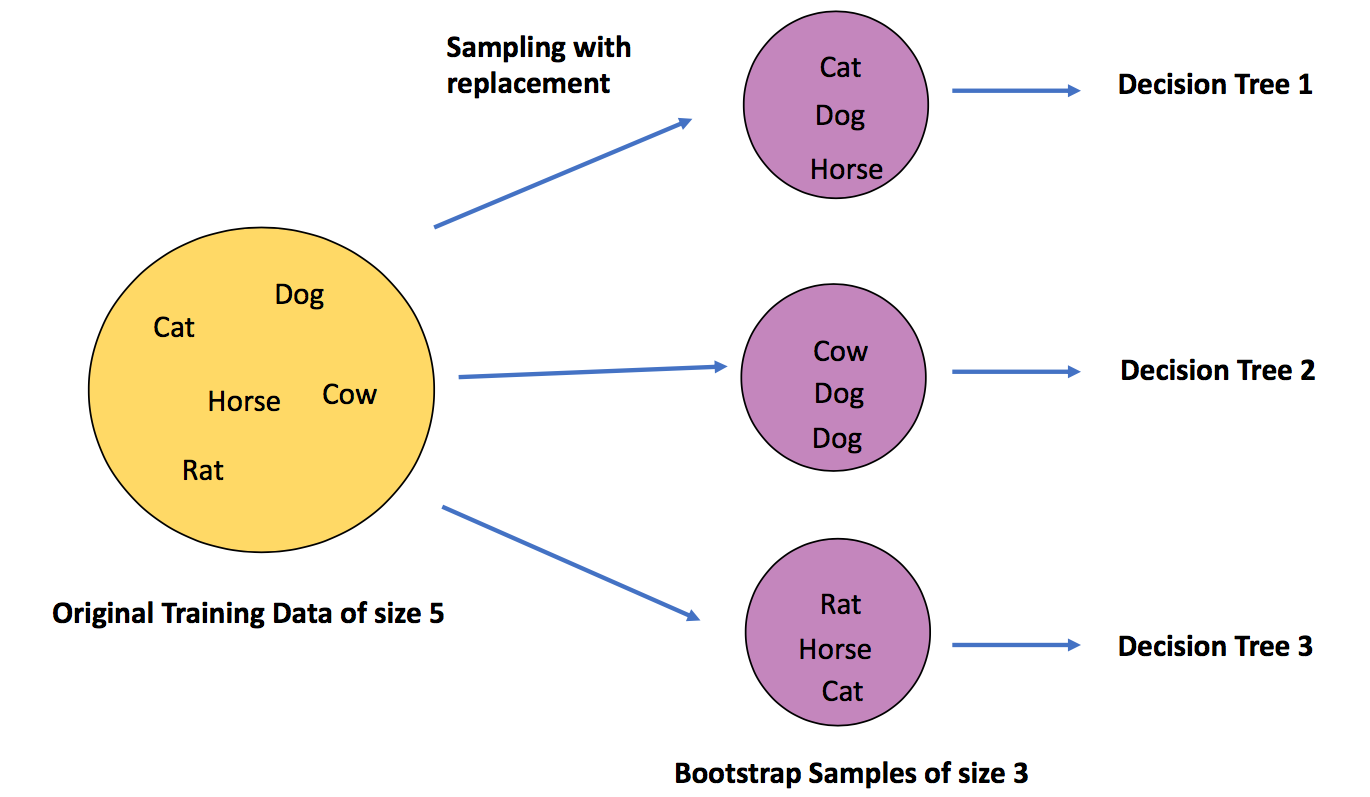 Sampling with
replacement
Cat
Dog
Horse
Decision Tree 1
Dog
Cat
Horse
Cow
Rat
Cow
Dog
Dog
Decision Tree 2
Original Training Data of size 5
Rat
Horse
Cat
Decision Tree 3
Bootstrap Samples of size 3